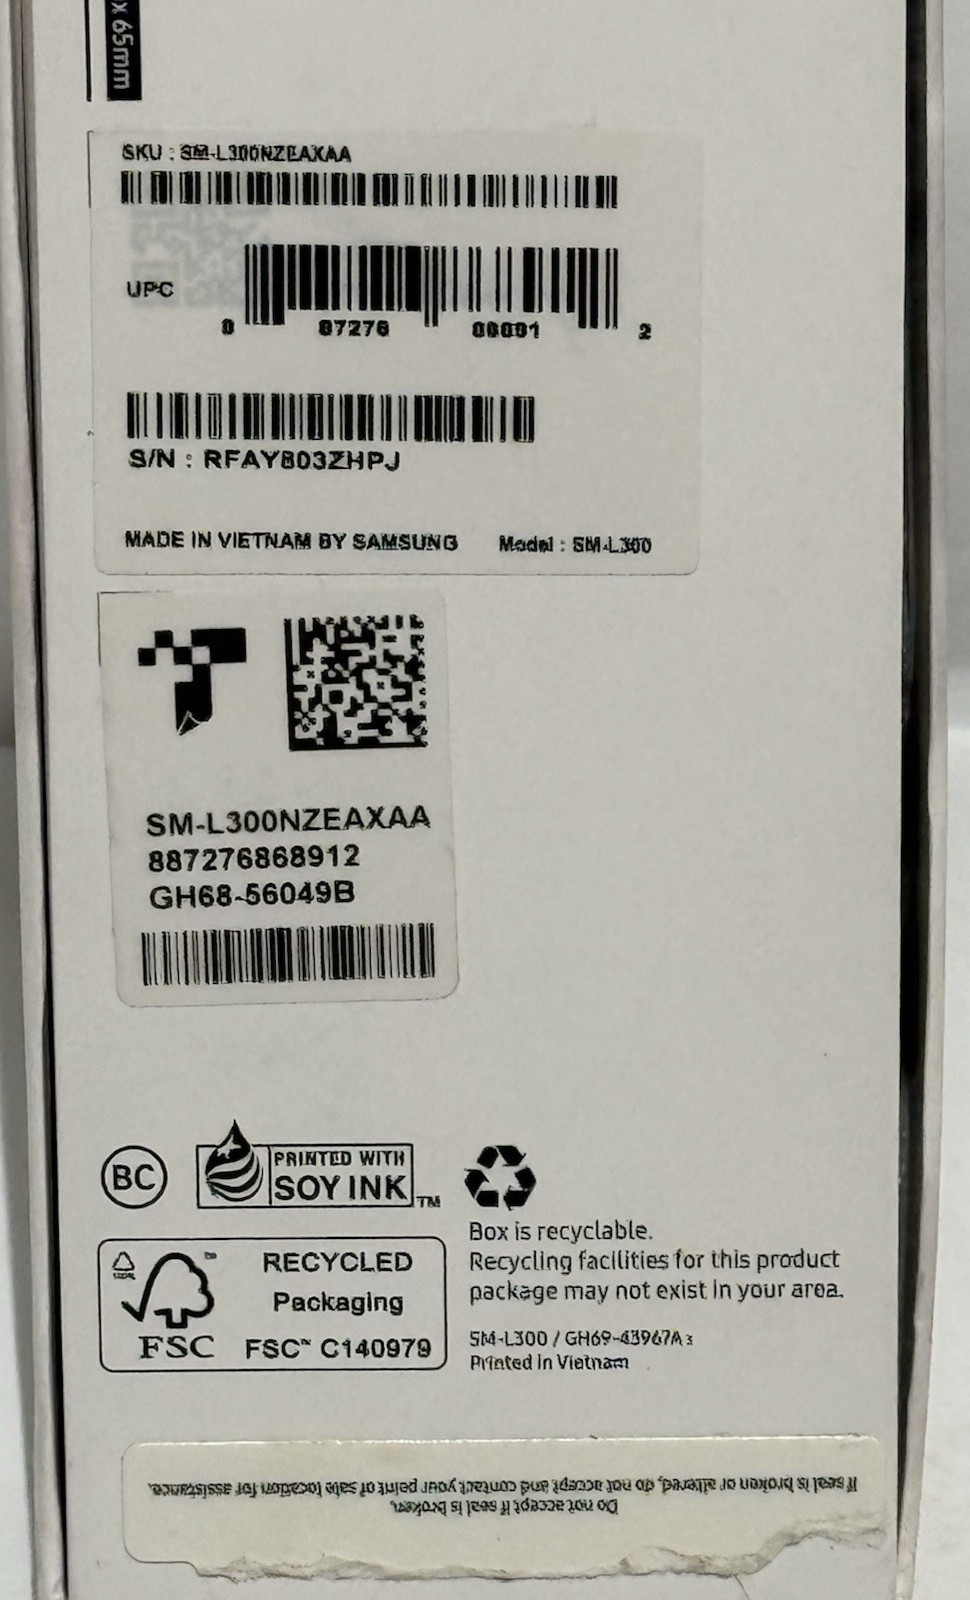 x 65mm
SKU : SM-L300NZEAXAA
UPC
8 87276 86891 2
S/N : RFAY803ZHPJ
MADE IN VIETNAM BY SAMSUNG Model : SM-L300
SM-L300NZEAXAA
887276868912
GH68-56049B
BC
PRINTED WITH
SOY INK™
Box is recyclable.
Recycling facilities for this product
package may not exist in your area.
RECYCLED
Packaging
FSC FSC™ C140979
SM-L300 / GH69-43967A
Printed in Vietnam
If seal is broken or altered, do not accept and contact your point of sale location for assistance.
Do not accept if seal is broken.